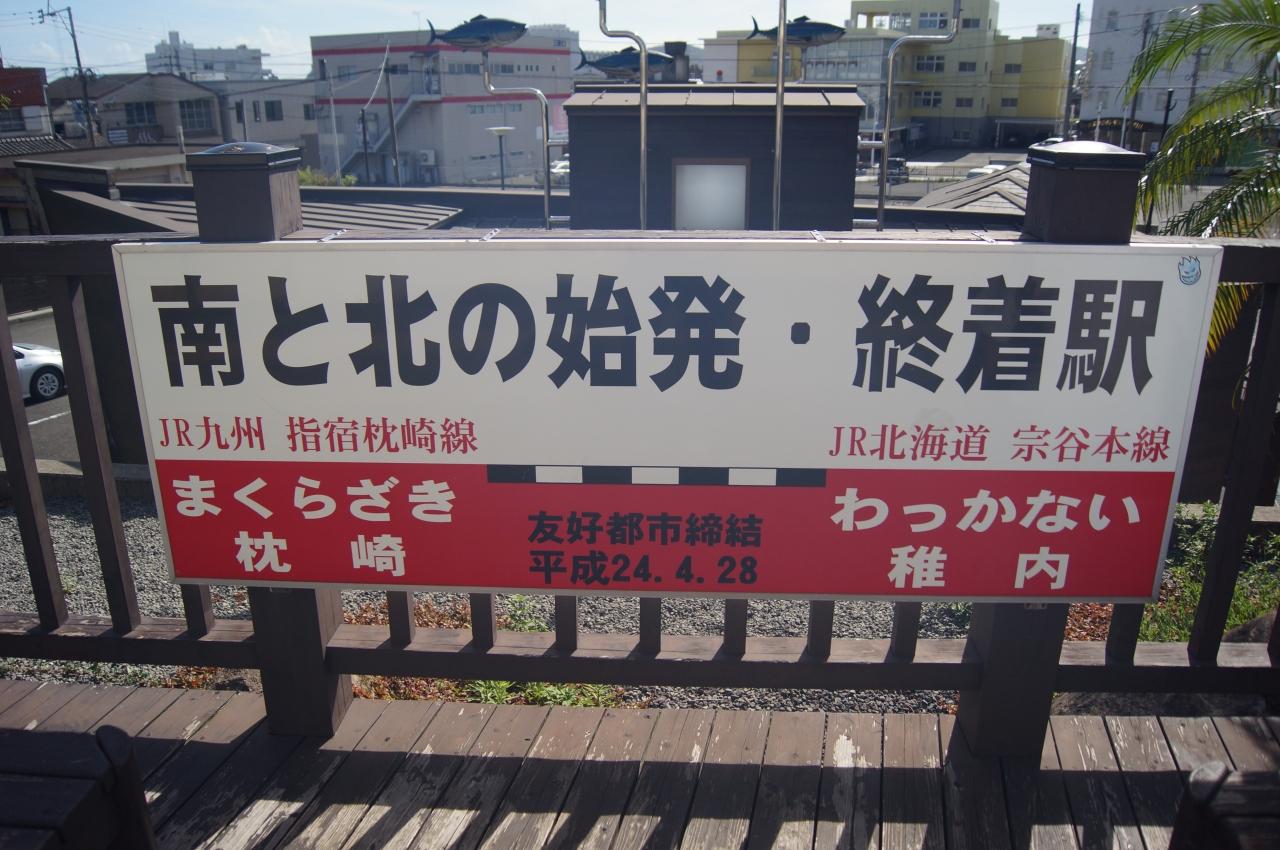 南と北の始発・終着駅
JR九州 指宿枕崎線
JR北海道 宗谷本線
まくらざき
枕 崎
友好都市締結
平成24.4.28
わっかない
稚 内